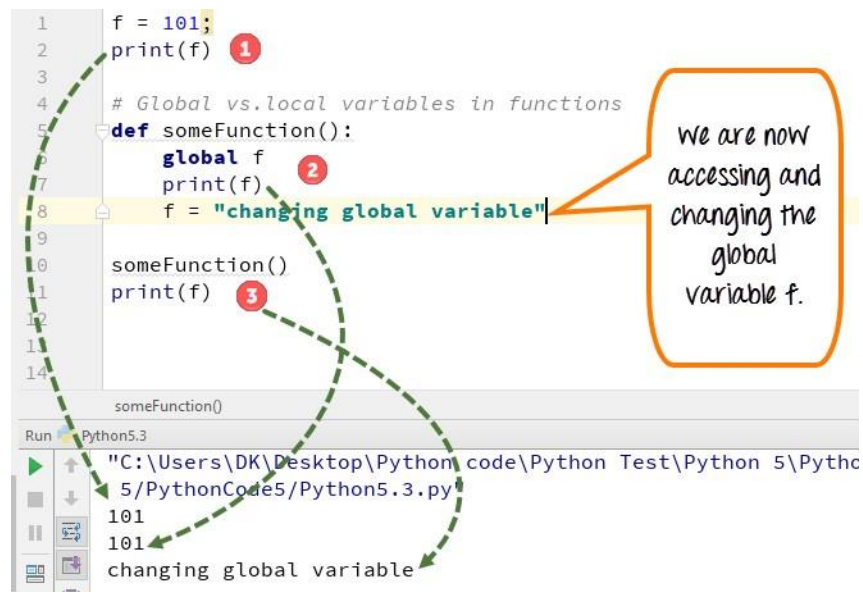 1 f = 101;
2 print(f) 1
3
4 # Global vs.local variables in functions
5 def someFunction():
6 global f 2
7 print(f)
8 f = "changing global variable"
9
10 someFunction()
11 print(f) 3
12
13
14
We are now
accessing and
changing the
global
variable f.
someFunction()
Run Python5.3
"C:\Users\DK\Desktop\Python code\Python Test\Python 5\Pytho
5/PythonCode5/Python5.3.py"
101
101
changing global variable